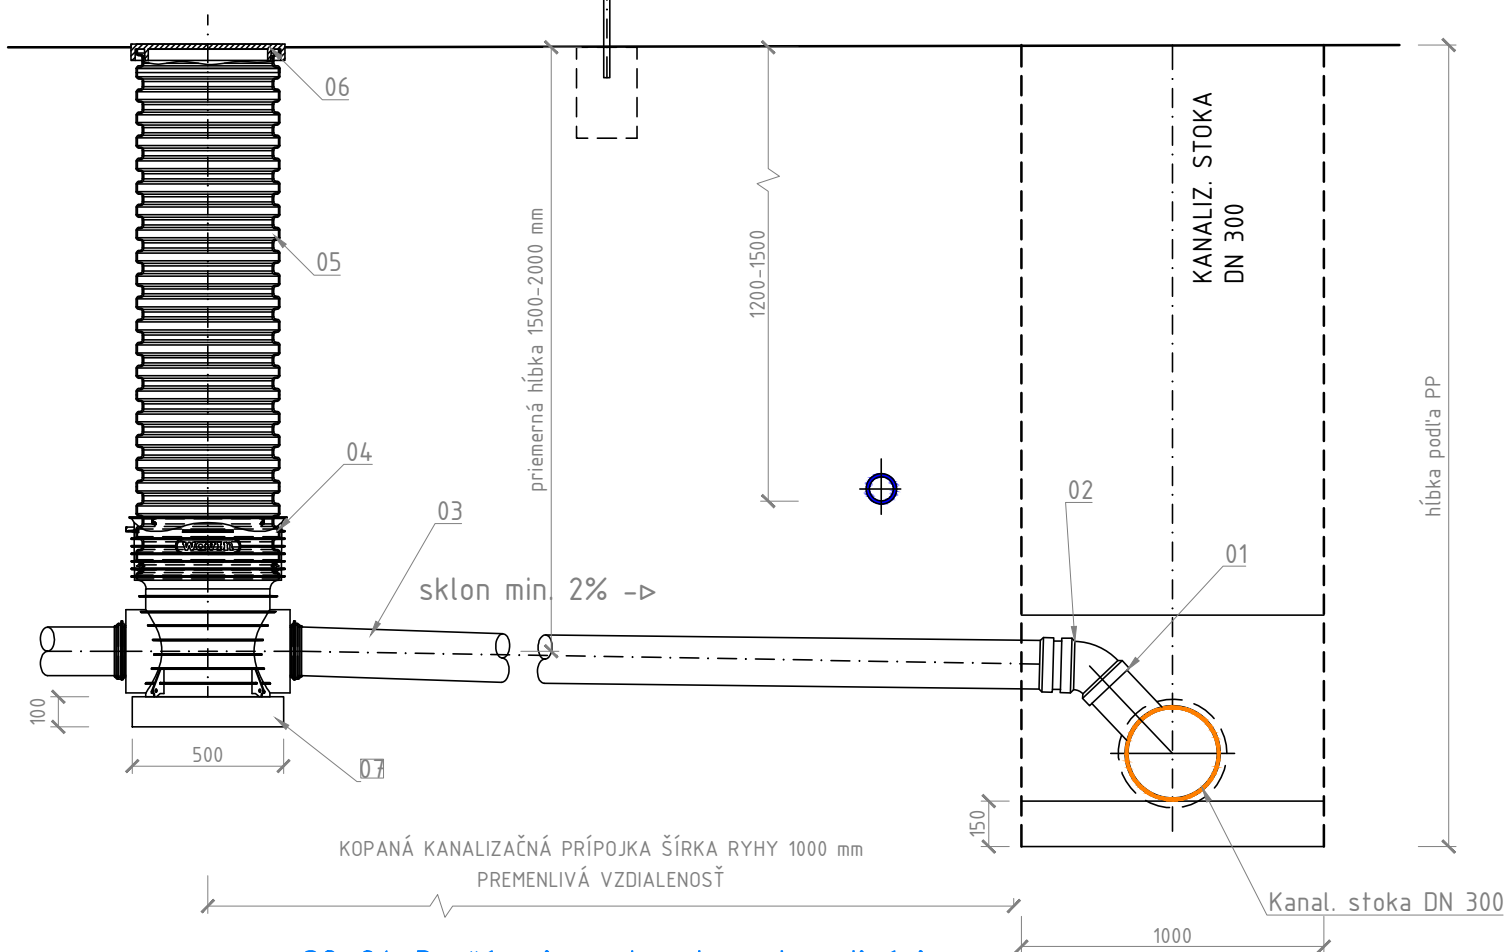 06
05
04
03
sklon min. 2%
priemerná hĺbka 1500-2000 mm
1200-1500
KANALIZ. STOKA
DN 300
hĺbka podľa PP
02
01
wavin
100
500
07
150
KOPANÁ KANALIZAČNÁ PRÍPOJKA ŠÍRKA RYHY 1000 mm
PREMENLIVÁ VZDIALENOSŤ
Kanal. stoka DN 300
1000